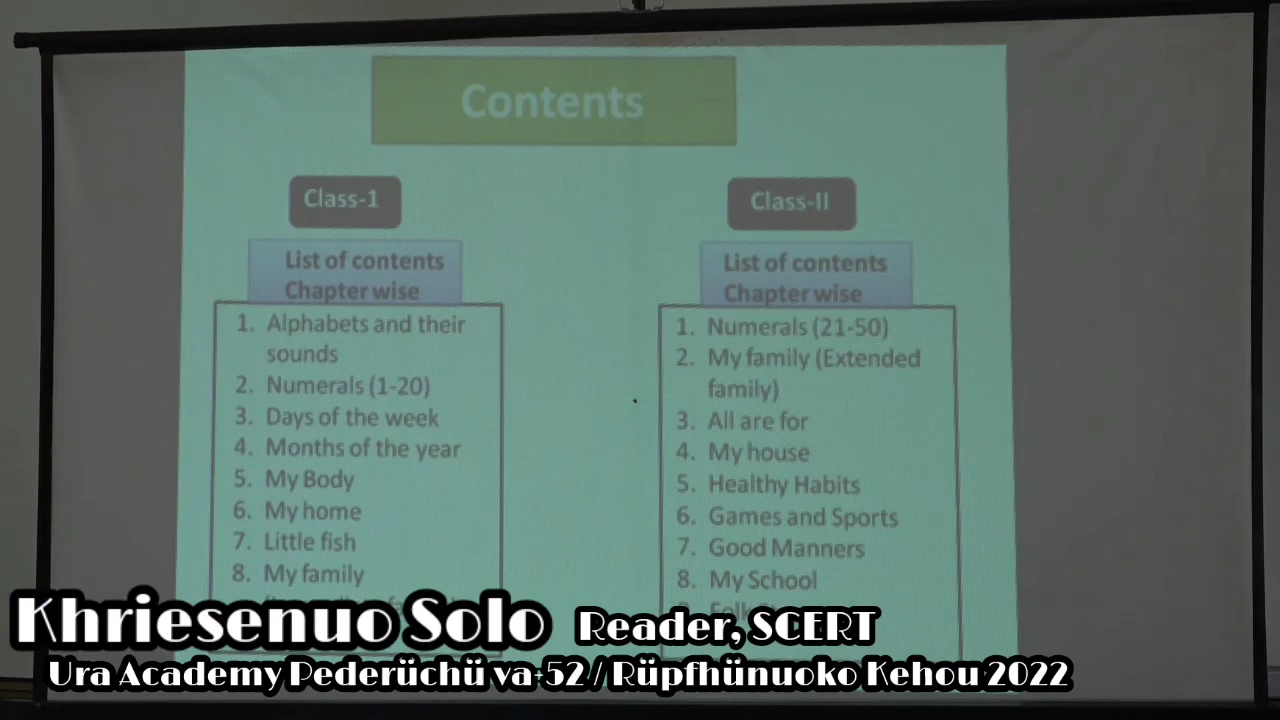 Contents
Class-1
List of contents
Chapter wise
1. Alphabets and their
sounds
2. Numerals (1-20)
3. Days of the week
4. Months of the year
5. My Body
6. My home
7. Little fish
8. My family
Class-II
List of contents
Chapter wise
1. Numerals (21-50)
2. My family (Extended
family)
3. All are for
4. My house
5. Healthy Habits
6. Games and Sports
7. Good Manners
8. My School
Khriesenuo Solo Reader, SCERT
Ura Academy Pederüchü va-52 / Rüpfhünuoko Kehou 2022